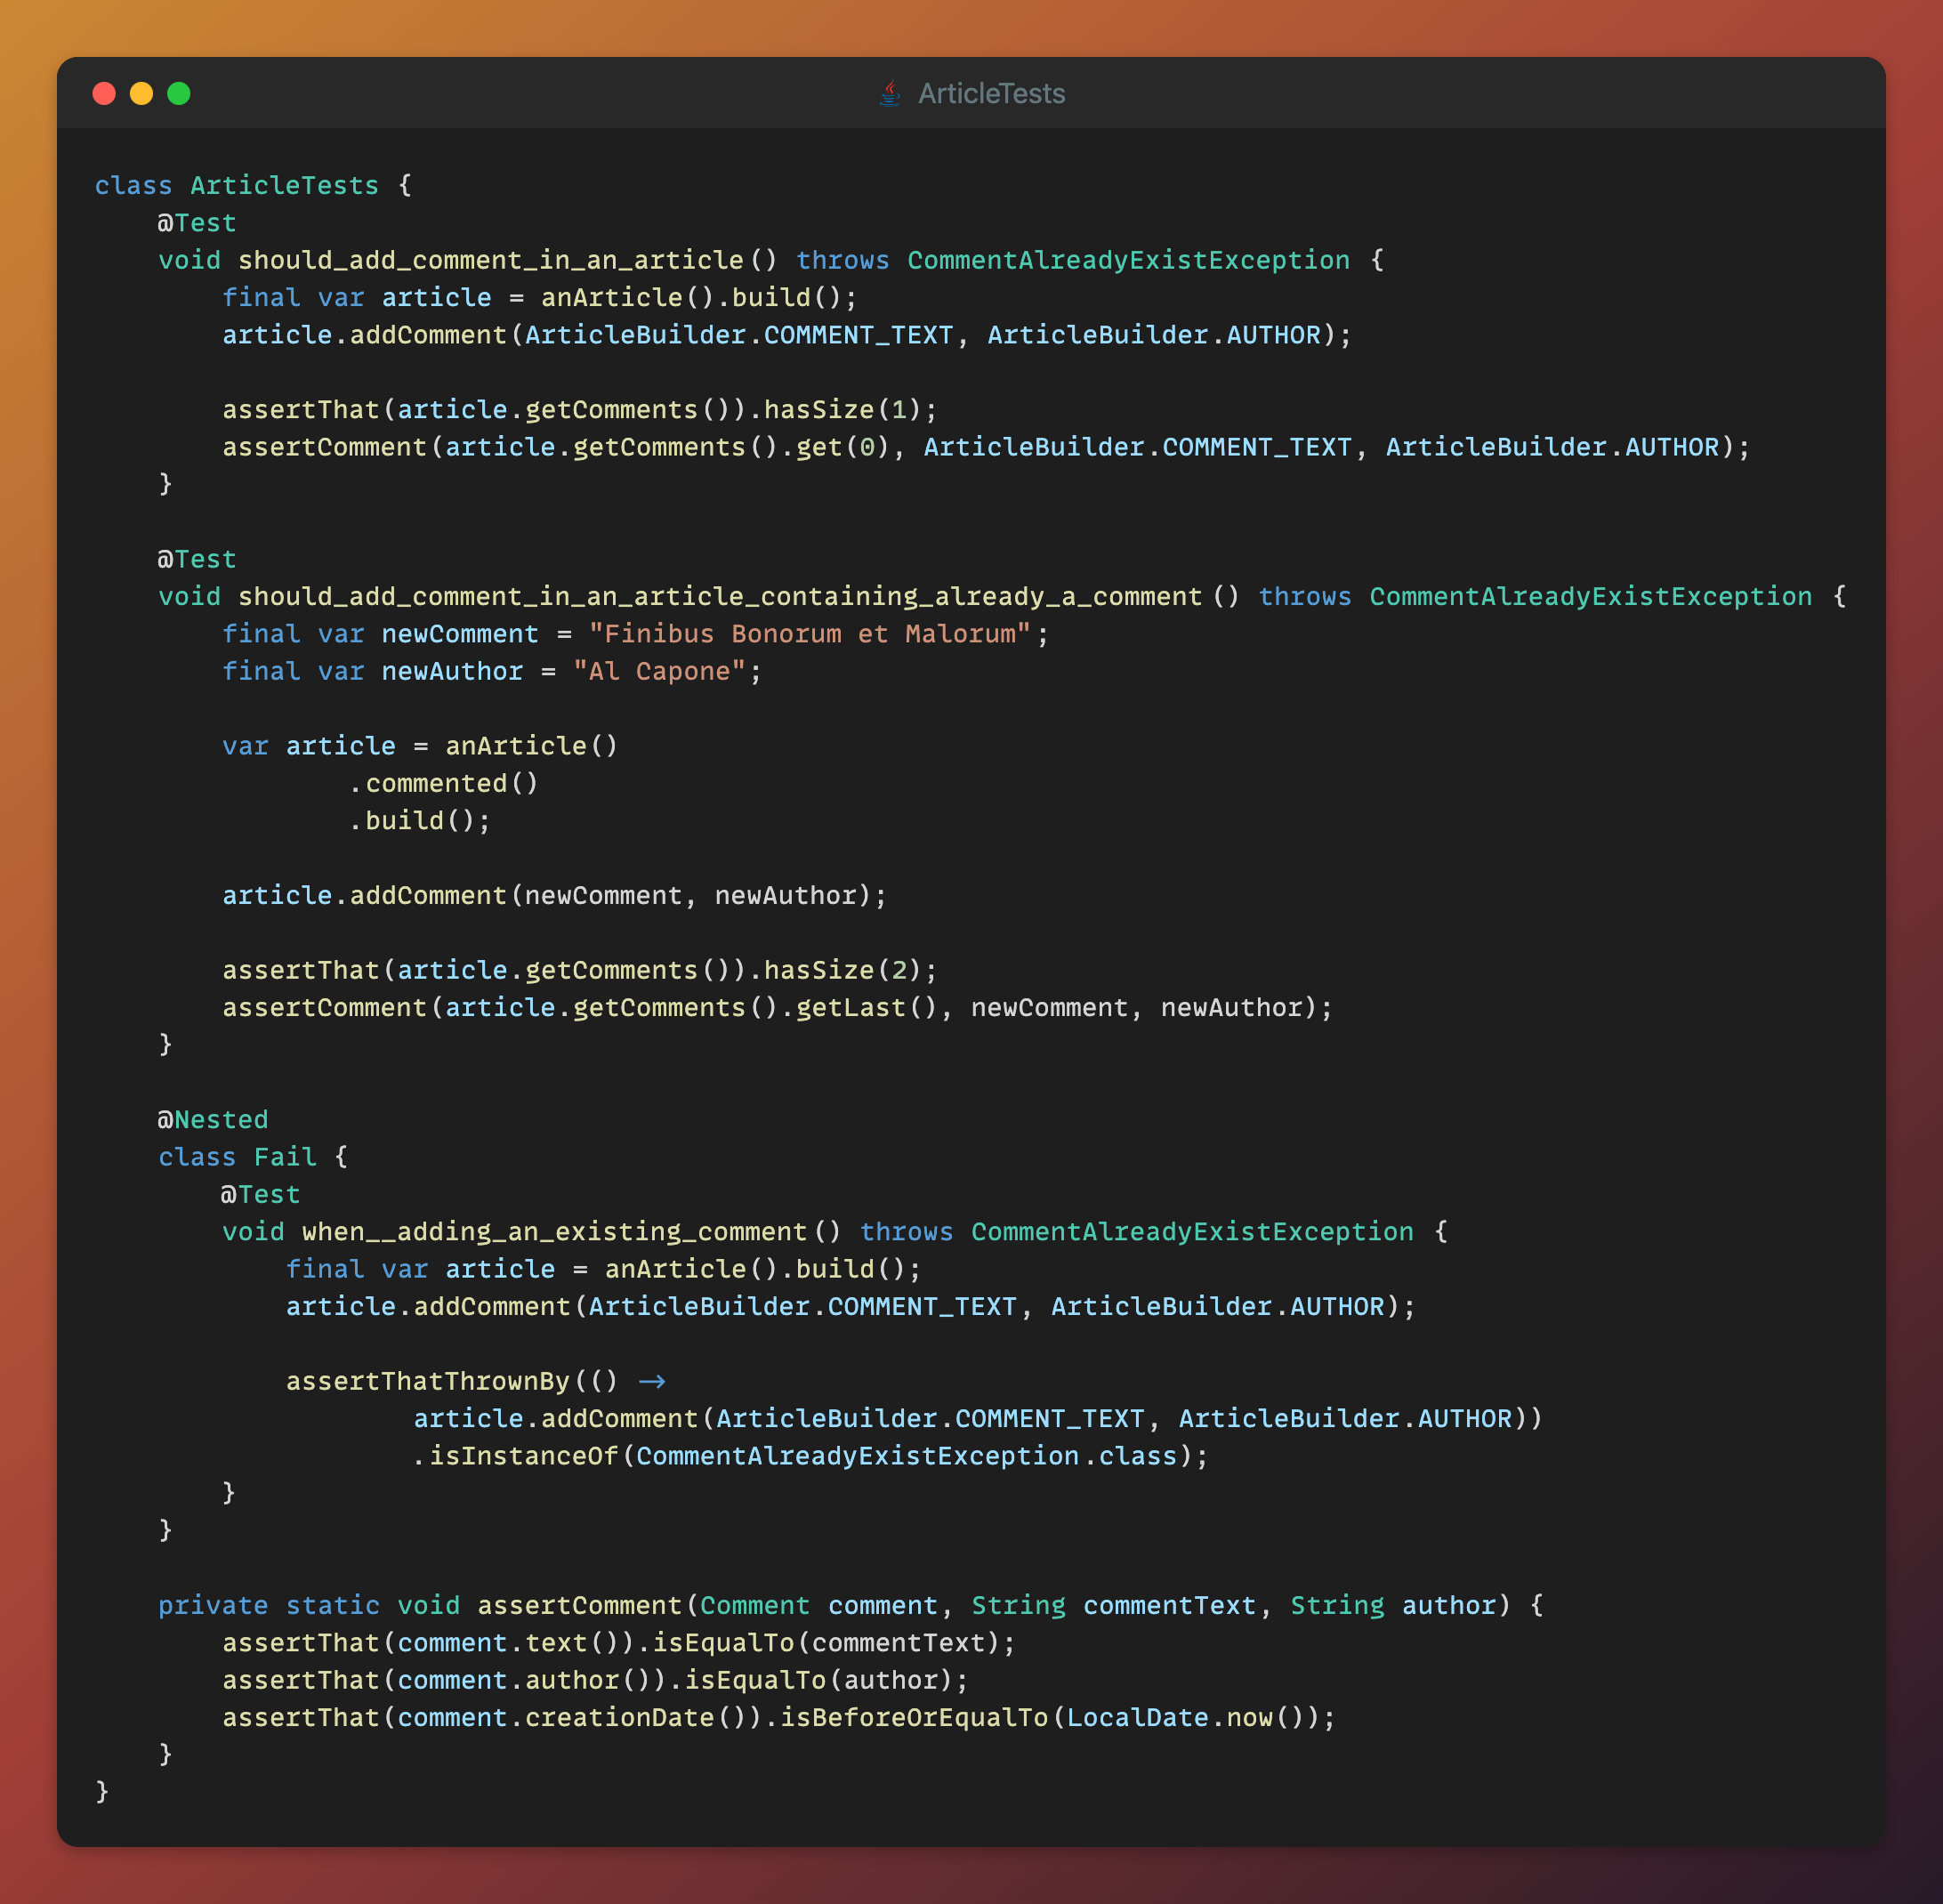 ArticleTests
class ArticleTests {
    @Test
    void should_add_comment_in_an_article() throws CommentAlreadyExistException {
        final var article = anArticle().build();
        article.addComment(ArticleBuilder.COMMENT_TEXT, ArticleBuilder.AUTHOR);

        assertThat(article.getComments()).hasSize(1);
        assertComment(article.getComments().get(0), ArticleBuilder.COMMENT_TEXT, ArticleBuilder.AUTHOR);
    }

    @Test
    void should_add_comment_in_an_article_containing_already_a_comment() throws CommentAlreadyExistException {
        final var newComment = "Finibus Bonorum et Malorum";
        final var newAuthor = "Al Capone";

        var article = anArticle()
                .commented()
                .build();

        article.addComment(newComment, newAuthor);

        assertThat(article.getComments()).hasSize(2);
        assertComment(article.getComments().getLast(), newComment, newAuthor);
    }

    @Nested
    class Fail {
        @Test
        void when__adding_an_existing_comment() throws CommentAlreadyExistException {
            final var article = anArticle().build();
            article.addComment(ArticleBuilder.COMMENT_TEXT, ArticleBuilder.AUTHOR);

            assertThatThrownBy(() ->
                    article.addComment(ArticleBuilder.COMMENT_TEXT, ArticleBuilder.AUTHOR))
                    .isInstanceOf(CommentAlreadyExistException.class);
        }
    }

    private static void assertComment(Comment comment, String commentText, String author) {
        assertThat(comment.text()).isEqualTo(commentText);
        assertThat(comment.author()).isEqualTo(author);
        assertThat(comment.creationDate()).isBeforeOrEqualTo(LocalDate.now());
    }
}